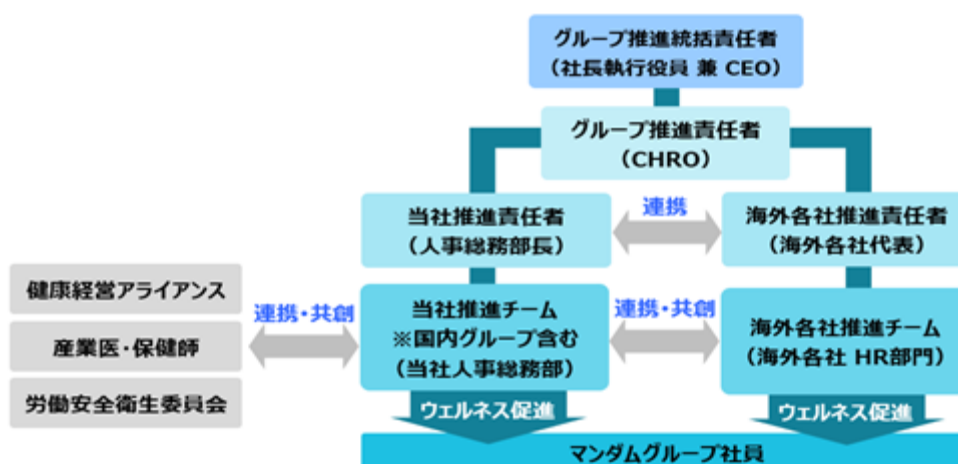 グループ推進統括責任者
（社長執行役員 兼 CEO）
グループ推進責任者
（CHRO）
当社推進責任者
（人事総務部長）
連携
海外各社推進責任者
（海外各社代表）
健康経営アライアンス
産業医・保健師
労働安全衛生委員会
連携・共創
当社推進チーム
※国内グループ含む
（当社人事総務部）
連携・共創
海外各社推進チーム
（海外各社 HR部門）
ウェルネス促進
ウェルネス促進
マンダムグループ社員